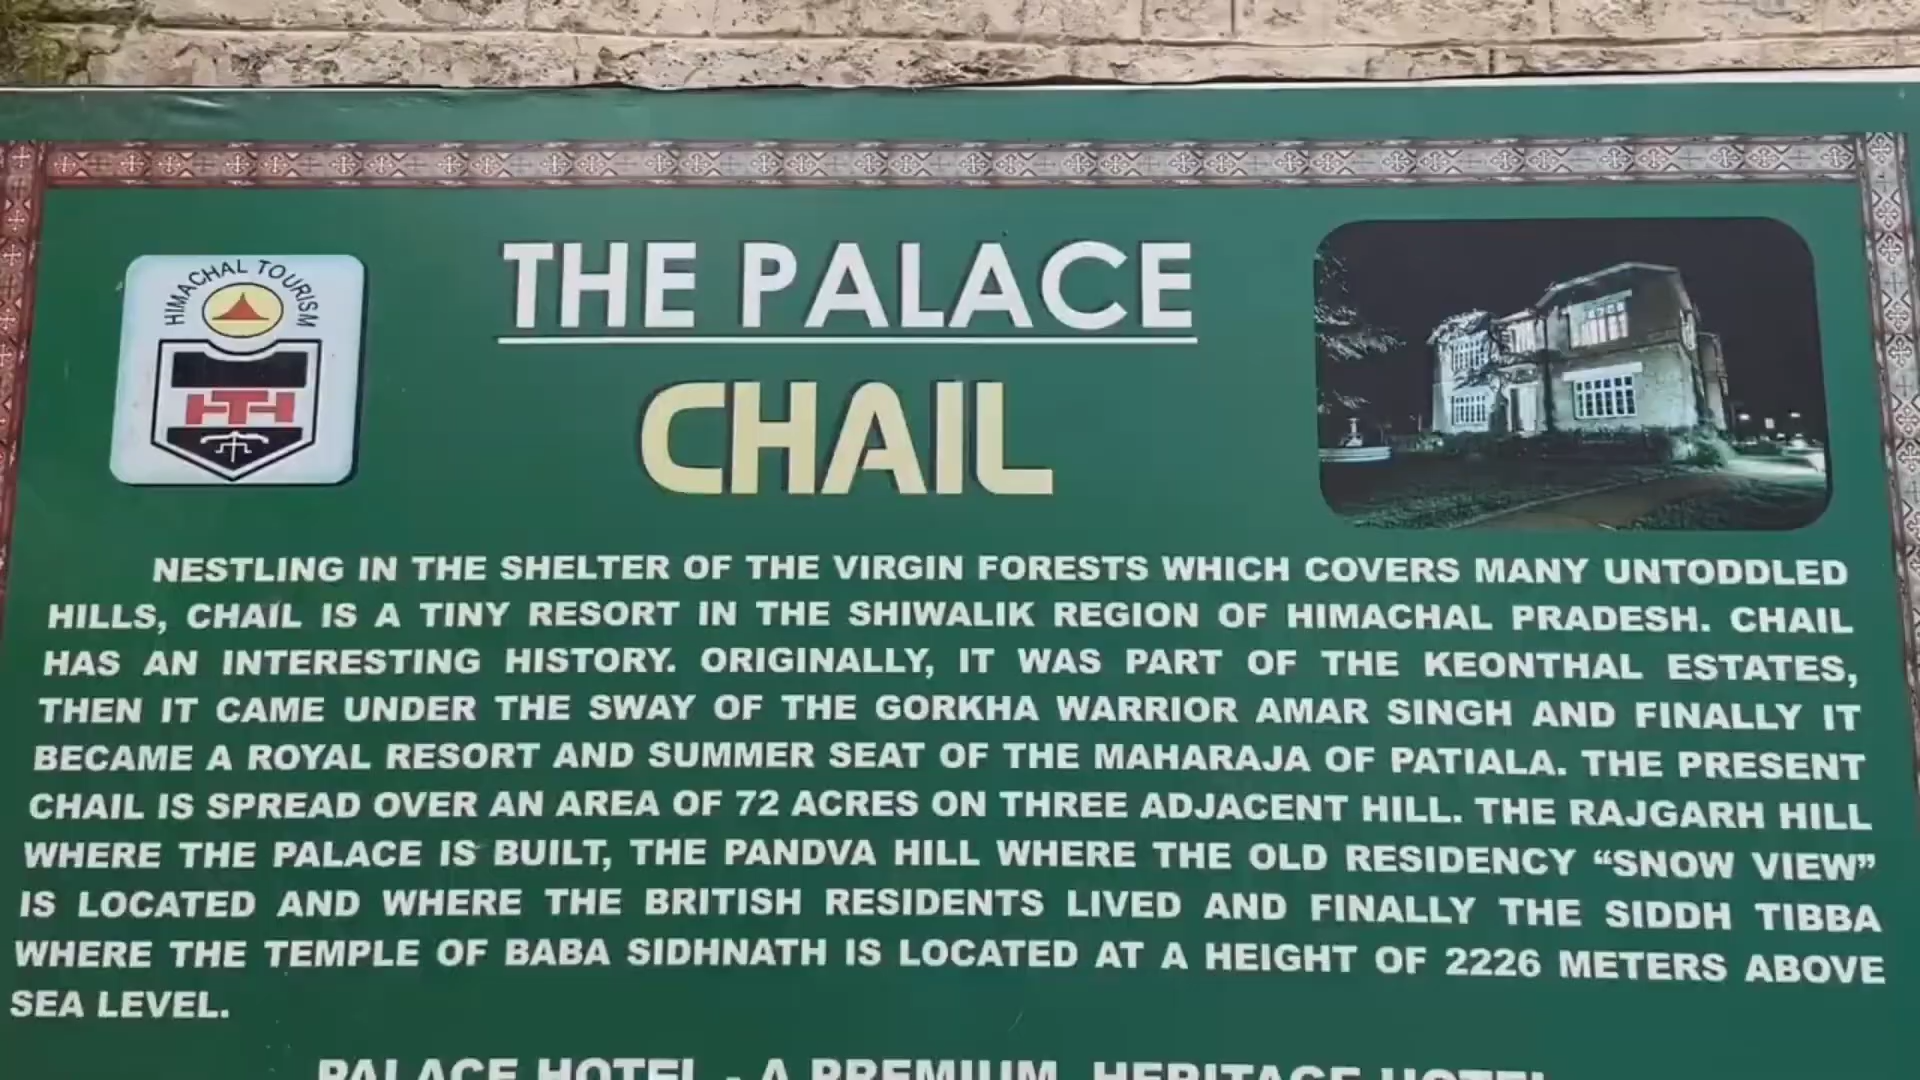 HIMACHAL TOURISM
HTH
THE PALACE
CHAIL
NESTLING IN THE SHELTER OF THE VIRGIN FORESTS WHICH COVERS MANY UNTODDLED
HILLS, CHAIL IS A TINY RESORT IN THE SHIWALIK REGION OF HIMACHAL PRADESH. CHAIL
HAS AN INTERESTING HISTORY. ORIGINALLY, IT WAS PART OF THE KEONTHAL ESTATES,
THEN IT CAME UNDER THE SWAY OF THE GORKHA WARRIOR AMAR SINGH AND FINALLY IT
BECAME A ROYAL RESORT AND SUMMER SEAT OF THE MAHARAJA OF PATIALA. THE PRESENT
CHAIL IS SPREAD OVER AN AREA OF 72 ACRES ON THREE ADJACENT HILL. THE RAJGARH HILL
WHERE THE PALACE IS BUILT, THE PANDVA HILL WHERE THE OLD RESIDENCY “SNOW VIEW”
IS LOCATED AND WHERE THE BRITISH RESIDENTS LIVED AND FINALLY THE SIDDH TIBBA
WHERE THE TEMPLE OF BABA SIDHNATH IS LOCATED AT A HEIGHT OF 2226 METERS ABOVE
SEA LEVEL.
PALACE HOTEL - A PREMIUM HERITAGE HOTEL